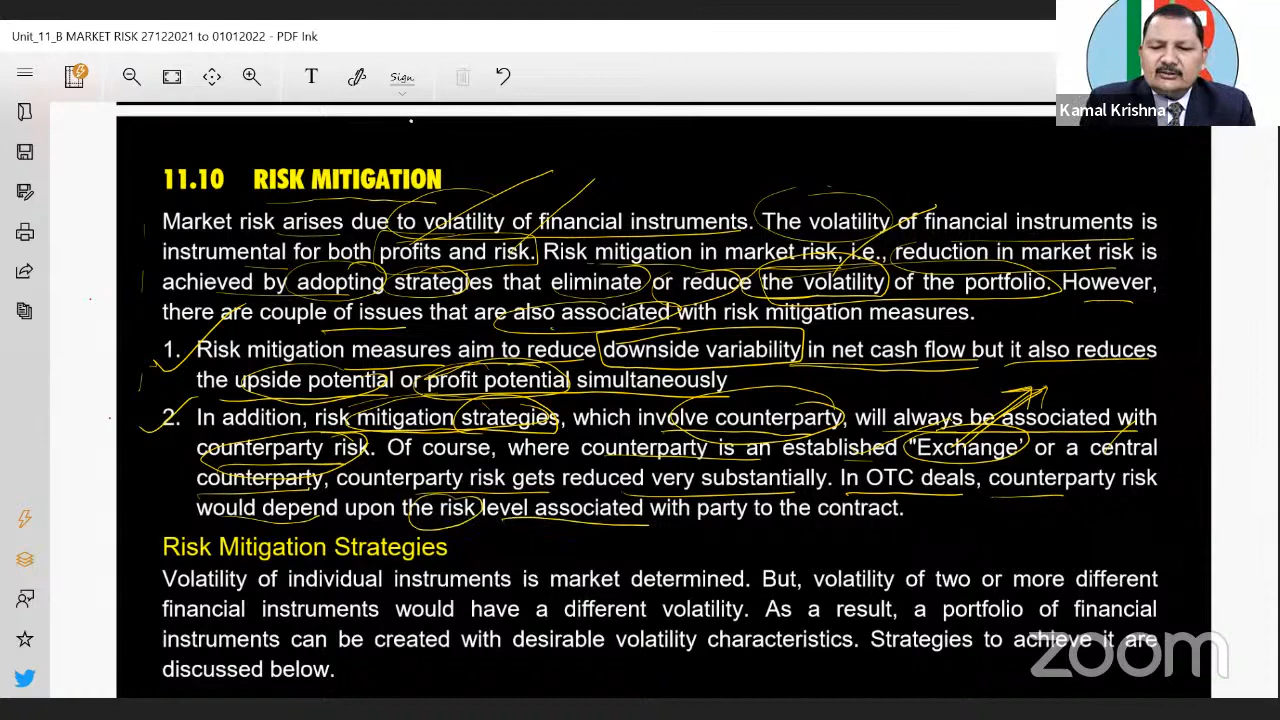 Unit_11_B MARKET RISK 27122021 to 01012022 - PDF Ink
T
Sign
Kamal Krishna
11.10 RISK MITIGATION
Market risk arises due to volatility of financial instruments. The volatility of financial instruments is
instrumental for both profits and risk. Risk mitigation in market risk, i.e., reduction in market risk is
achieved by adopting strategies that eliminate or reduce the volatility of the portfolio. However,
there are couple of issues that are also associated with risk mitigation measures.
1. Risk mitigation measures aim to reduce downside variability in net cash flow but it also reduces
the upside potential or profit potential simultaneously
2. In addition, risk mitigation strategies, which involve counterparty, will always be associated with
counterparty risk. Of course, where counterparty is an established "Exchange' or a central
counterparty, counterparty risk gets reduced very substantially. In OTC deals, counterparty risk
would depend upon the risk level associated with party to the contract.
Risk Mitigation Strategies
Volatility of individual instruments is market determined. But, volatility of two or more different
financial instruments would have a different volatility. As a result, a portfolio of financial
instruments can be created with desirable volatility characteristics. Strategies to achieve it are
discussed below.
zoom